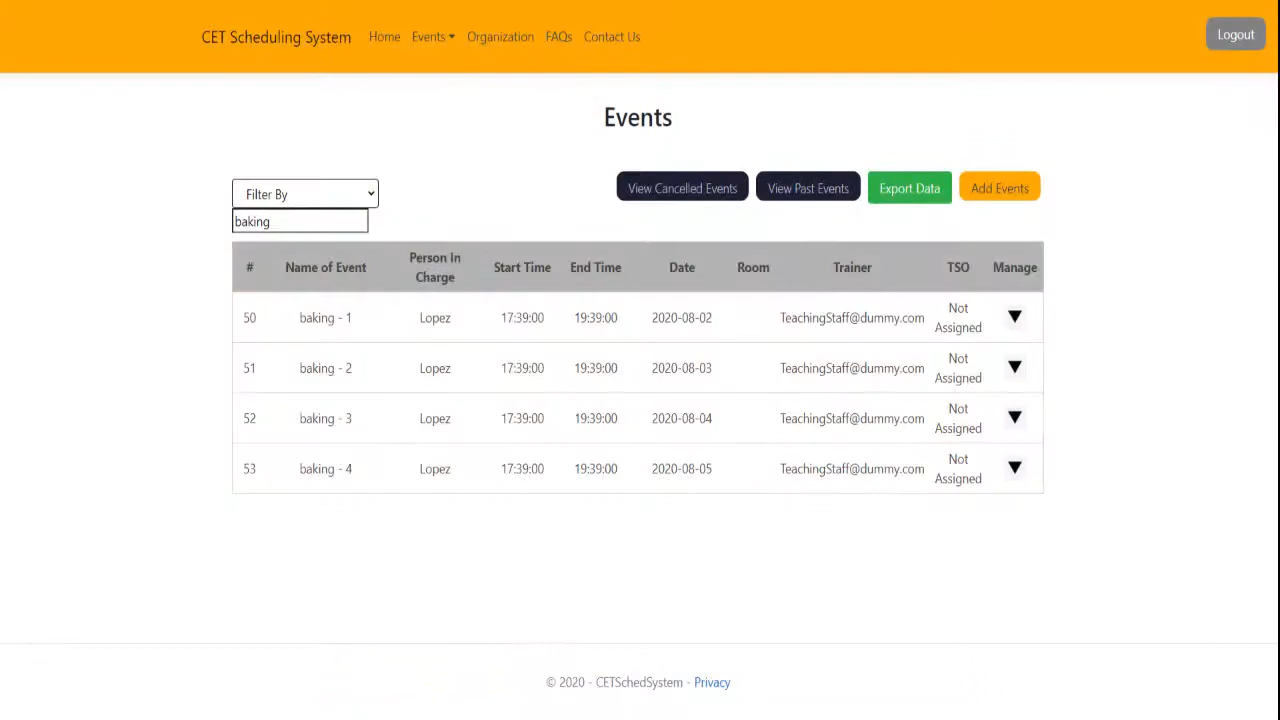 CET Scheduling System Home Events FAQs Organization Contact Us Logout
Events
Filter By
View Cancelled Events View Past Events Export Data Add Events
baking
# Name of Event Person In Charge Start Time End Time Date Room Trainer TSO Manage
50 baking - 1 Lopez 17:39:00 19:39:00 2020-08-02 TeachingStaff@dummy.com Not Assigned
51 baking - 2 Lopez 17:39:00 19:39:00 2020-08-03 TeachingStaff@dummy.com Not Assigned
52 baking - 3 Lopez 17:39:00 19:39:00 2020-08-04 TeachingStaff@dummy.com Not Assigned
53 baking - 4 Lopez 17:39:00 19:39:00 2020-08-05 TeachingStaff@dummy.com Not Assigned
© 2020 - CETSchedSystem - Privacy